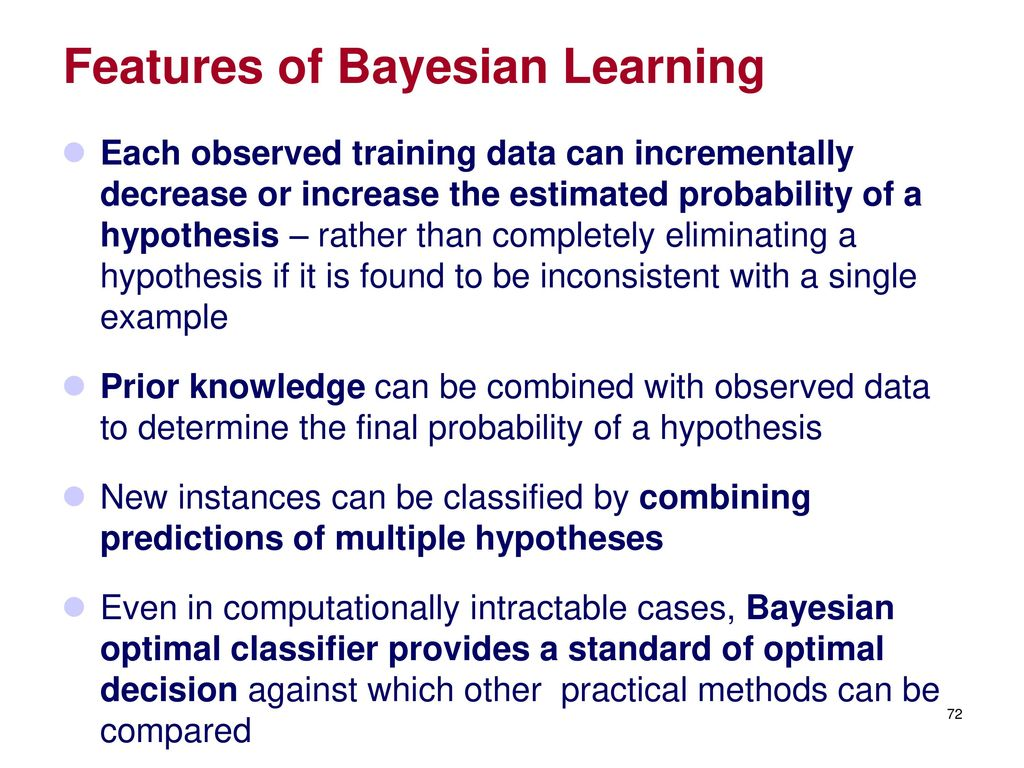 Features of Bayesian Learning
Each observed training data can incrementally
decrease or increase the estimated probability of a
hypothesis – rather than completely eliminating a
hypothesis if it is found to be inconsistent with a single
example
Prior knowledge can be combined with observed data
to determine the final probability of a hypothesis
New instances can be classified by combining
predictions of multiple hypotheses
Even in computationally intractable cases, Bayesian
optimal classifier provides a standard of optimal
decision against which other  practical methods can be
compared
72